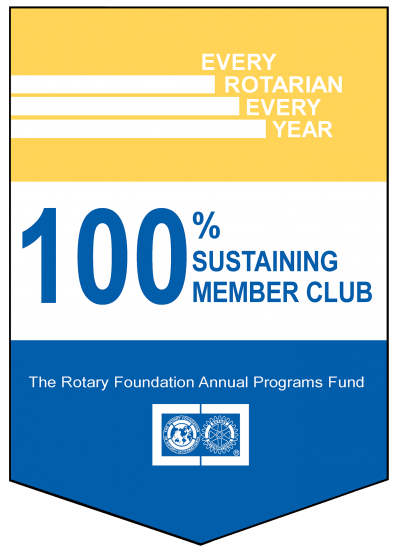 EVERY
ROTARIAN
EVERY
YEAR
100%
SUSTAINING
MEMBER CLUB
The Rotary Foundation Annual Programs Fund
®